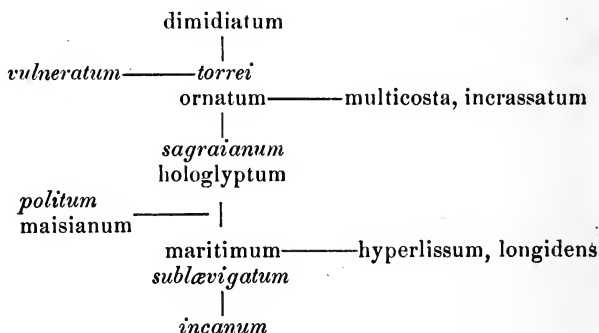 dimidiatum
vulneratum torrei
ornatum multicosta, incrassatum
sagraianum
hologlyptum
politum
maisianum
maritimum hyperlissum, longidens
sublævigatum
incanum